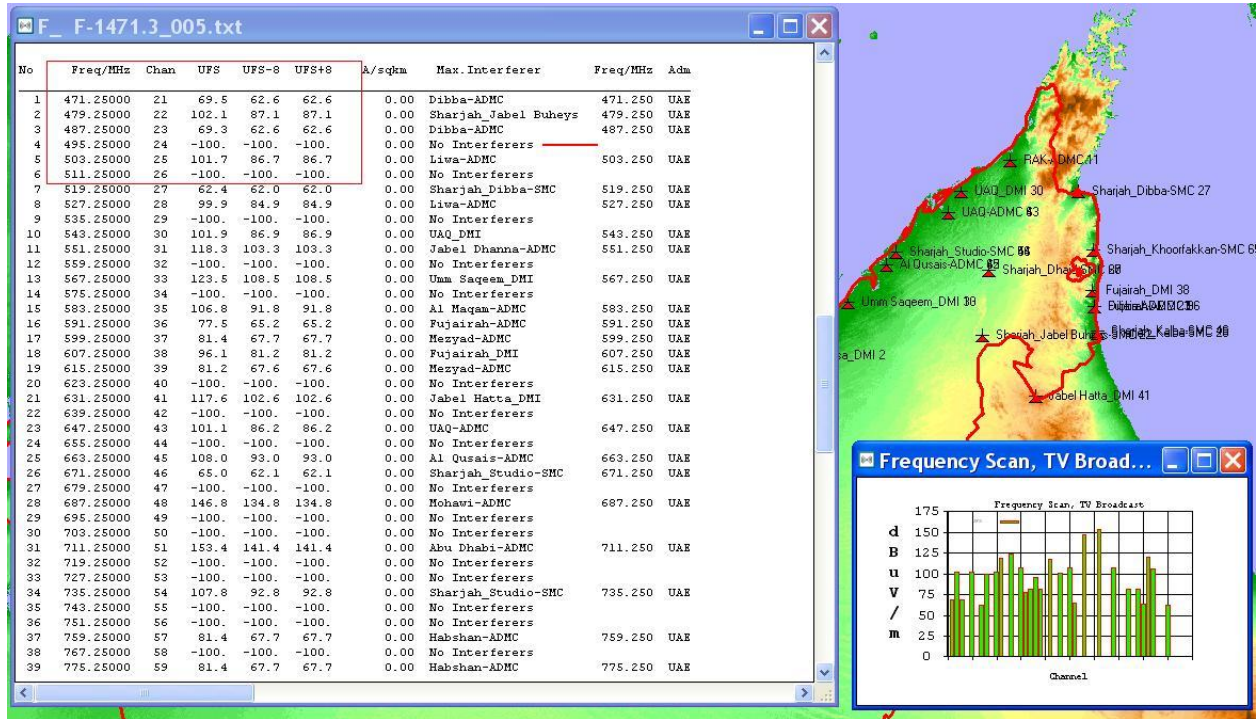 F_ F-1471.3_005.txt
No Freq/MHz Chan UFS UFS-8 UFS+8 A/sqkm Max.Interferer Freq/MHz Adm
1 471.25000 21 69.5 62.6 62.6 0.00 Dibba-ADMC 471.250 UAE
2 479.25000 22 102.1 87.1 87.1 0.00 Sharjah_Jabel Buheys 479.250 UAE
3 487.25000 23 69.3 62.6 62.6 0.00 Dibba-ADMC 487.250 UAE
4 495.25000 24 -100. -100. -100. 0.00 No Interferers
5 503.25000 25 101.7 86.7 86.7 0.00 Liwa-ADMC 503.250 UAE
6 511.25000 26 -100. -100. -100. 0.00 No Interferers
7 519.25000 27 62.4 62.0 62.0 0.00 Sharjah_Dibba-SMC 519.250 UAE
8 527.25000 28 99.9 84.9 84.9 0.00 Liwa-ADMC 527.250 UAE
9 535.25000 29 -100. -100. -100. 0.00 No Interferers
10 543.25000 30 101.9 86.9 86.9 0.00 UAQ_DMI 543.250 UAE
11 551.25000 31 118.3 103.3 103.3 0.00 Jabel Dhanna-ADMC 551.250 UAE
12 559.25000 32 -100. -100. -100. 0.00 No Interferers
13 567.25000 33 123.5 108.5 108.5 0.00 Umm Saqeem_DMI 567.250 UAE
14 575.25000 34 -100. -100. -100. 0.00 No Interferers
15 583.25000 35 106.8 91.8 91.8 0.00 Al Maqam-ADMC 583.250 UAE
16 591.25000 36 77.5 65.2 65.2 0.00 Fujairah-ADMC 591.250 UAE
17 599.25000 37 81.4 67.7 67.7 0.00 Mezyad-ADMC 599.250 UAE
18 607.25000 38 96.1 81.2 81.2 0.00 Fujairah_DMI 607.250 UAE
19 615.25000 39 81.2 67.6 67.6 0.00 Mezyad-ADMC 615.250 UAE
20 623.25000 40 -100. -100. -100. 0.00 No Interferers
21 631.25000 41 117.6 102.6 102.6 0.00 Jabel Hatta_DMI 631.250 UAE
22 639.25000 42 -100. -100. -100. 0.00 No Interferers
23 647.25000 43 101.1 86.2 86.2 0.00 UAQ-ADMC 647.250 UAE
24 655.25000 44 -100. -100. -100. 0.00 No Interferers
25 663.25000 45 108.0 93.0 93.0 0.00 Al Qusais-ADMC 663.250 UAE
26 671.25000 46 65.0 62.1 62.1 0.00 Sharjah_Studio-SMC 671.250 UAE
27 679.25000 47 -100. -100. -100. 0.00 No Interferers
28 687.25000 48 146.8 134.8 134.8 0.00 Mohawi-ADMC 687.250 UAE
29 695.25000 49 -100. -100. -100. 0.00 No Interferers
30 703.25000 50 -100. -100. -100. 0.00 No Interferers
31 711.25000 51 153.4 141.4 141.4 0.00 Abu Dhabi-ADMC 711.250 UAE
32 719.25000 52 -100. -100. -100. 0.00 No Interferers
33 727.25000 53 -100. -100. -100. 0.00 No Interferers
34 735.25000 54 107.8 92.8 92.8 0.00 Sharjah_Studio-SMC 735.250 UAE
35 743.25000 55 -100. -100. -100. 0.00 No Interferers
36 751.25000 56 -100. -100. -100. 0.00 No Interferers
37 759.25000 57 81.4 67.7 67.7 0.00 Habshan-ADMC 759.250 UAE
38 767.25000 58 -100. -100. -100. 0.00 No Interferers
39 775.25000 59 81.4 67.7 67.7 0.00 Habshan-ADMC 775.250 UAE
RAK-ADMC 11
UAQ_DMI 30
Sharjah_Dibba-SMC 27
UAQ-ADMC
Sharjah_Studio-SMC
Sharjah_Khoorfakkan-SMC
Al Qusais-ADMC
Fujairah_DMI 38
Umm Saqeem_DMI
sa_DMI 2
Jabel Hatta_DMI 41
Frequency Scan, TV Broad...
Frequency Scan, TV Broadcast
dBuV/m
175
150
125
100
75
50
25
0
Channel